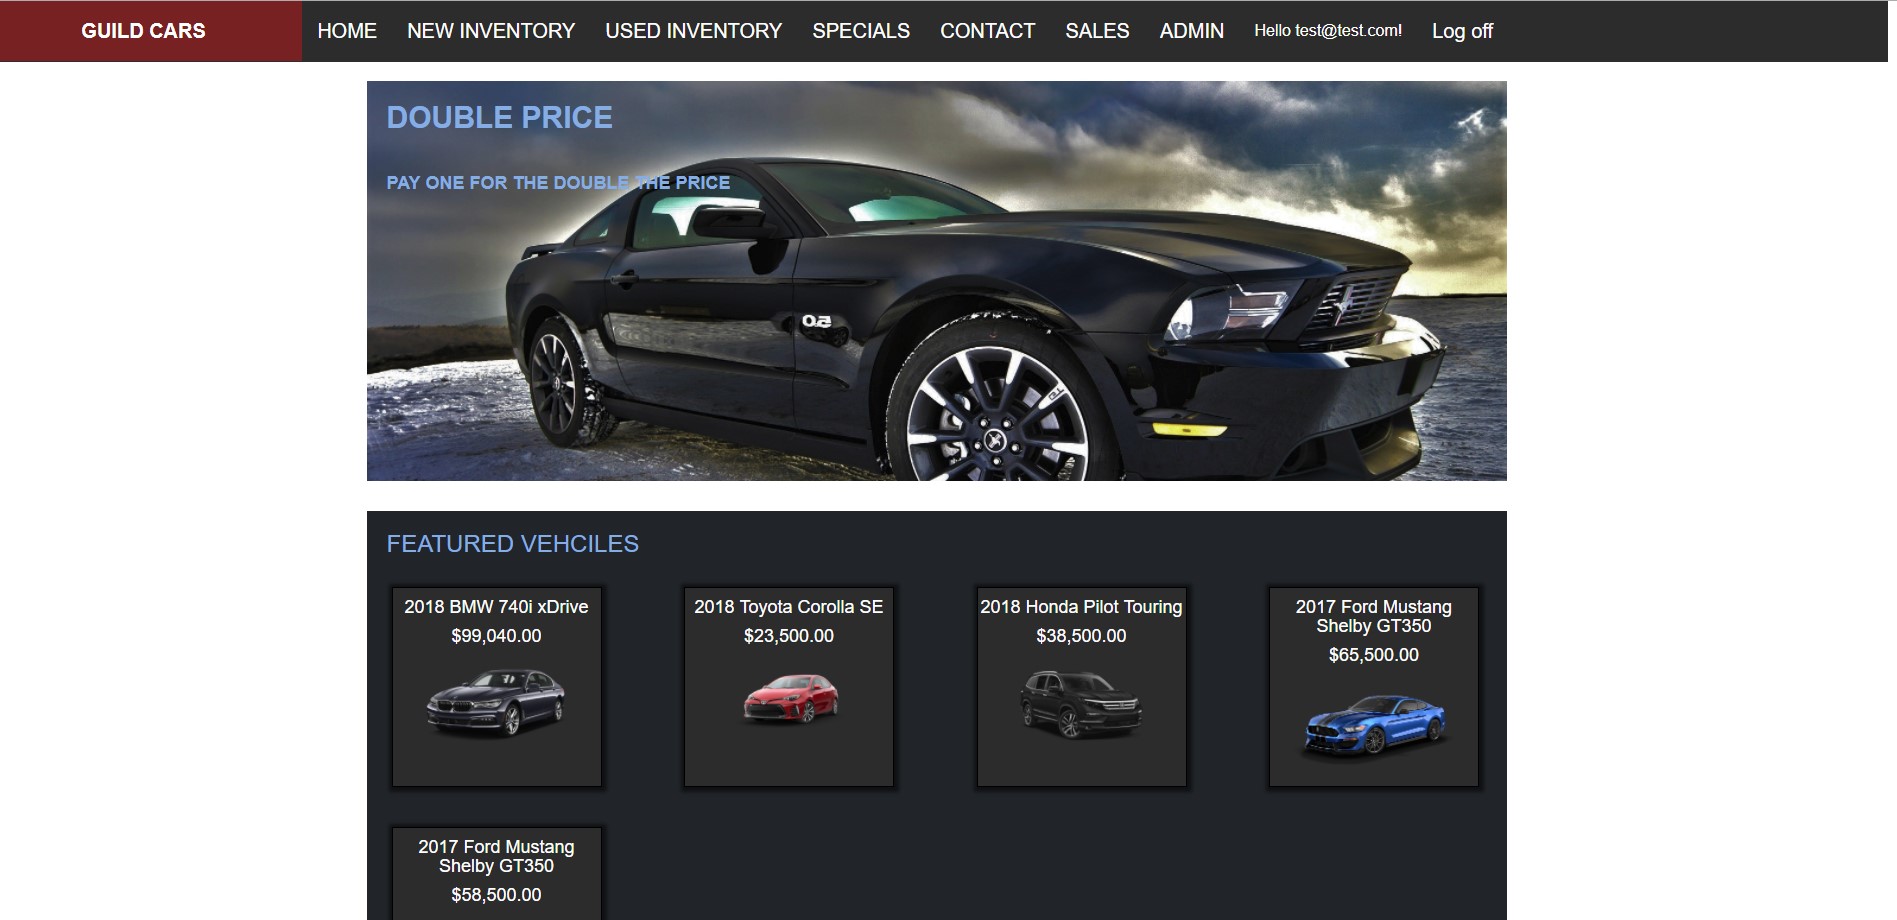 GUILD CARS
HOME
NEW INVENTORY
USED INVENTORY
SPECIALS
CONTACT
SALES
ADMIN
Hello test@test.com!
Log off
DOUBLE PRICE
PAY ONE FOR THE DOUBLE THE PRICE
FEATURED VEHCILES
2018 BMW 740i xDrive
$99,040.00
2018 Toyota Corolla SE
$23,500.00
2018 Honda Pilot Touring
$38,500.00
2017 Ford Mustang
Shelby GT350
$65,500.00
2017 Ford Mustang
Shelby GT350
$58,500.00